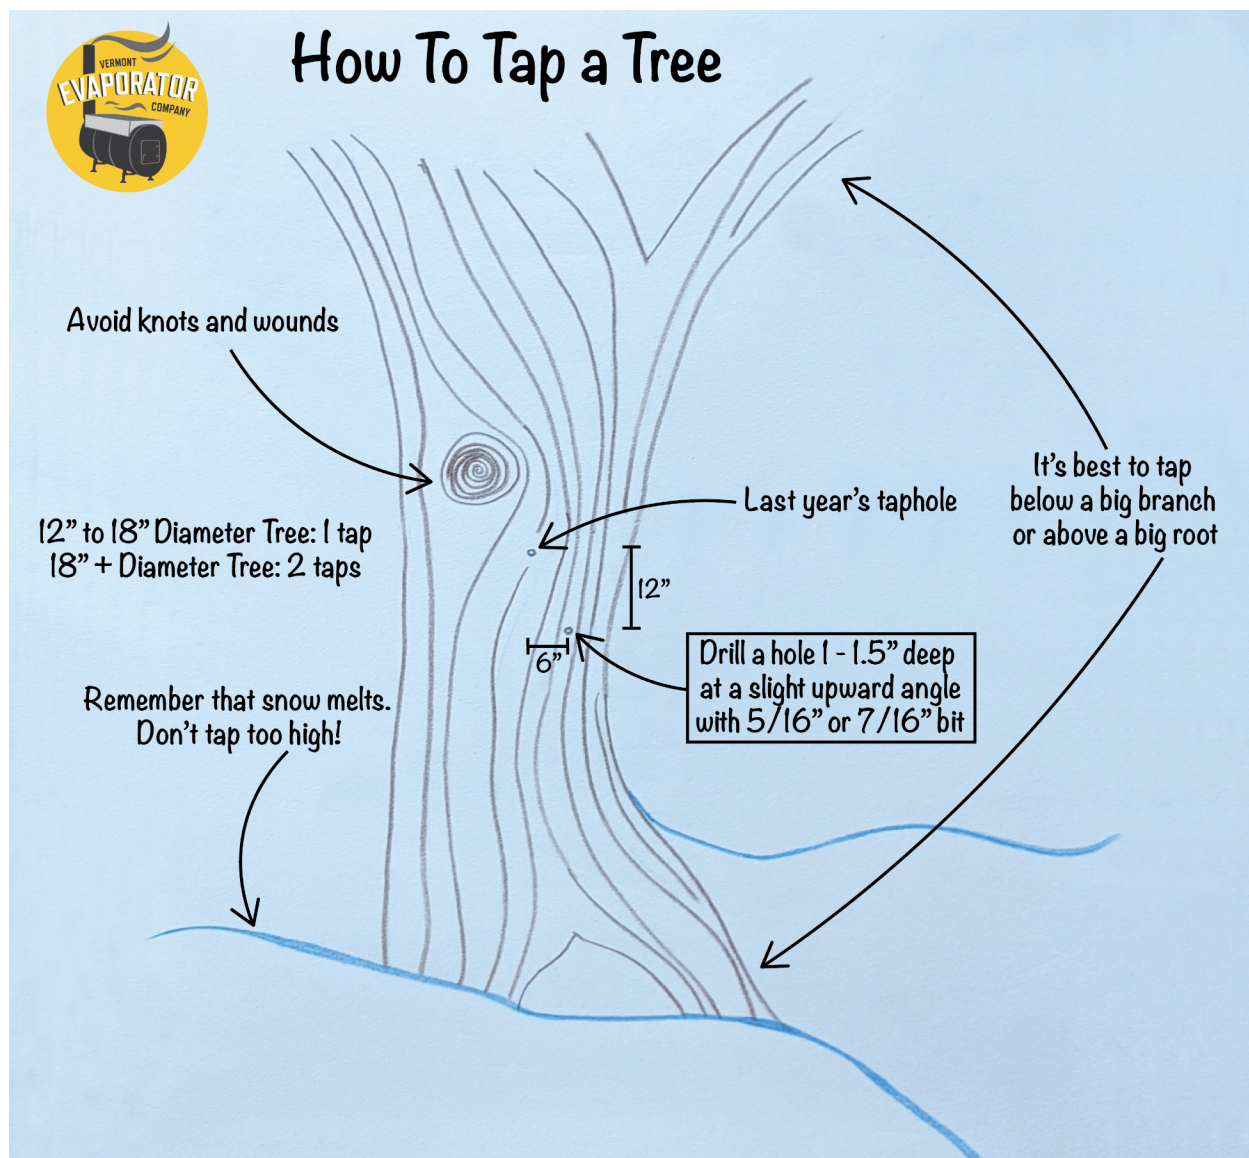 How To Tap a Tree
VERMONT
EVAPORATOR
COMPANY
Avoid knots and wounds
12” to 18” Diameter Tree: 1 tap
18” + Diameter Tree: 2 taps
Last year’s taphole
It’s best to tap
below a big branch
or above a big root
12”
6”
Drill a hole 1 - 1.5” deep
at a slight upward angle
with 5/16” or 7/16” bit
Remember that snow melts.
Don’t tap too high!